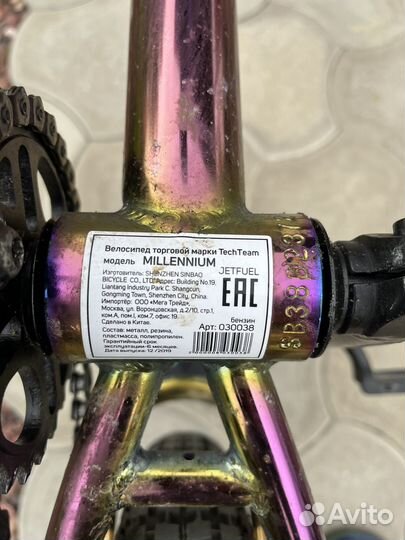 Велосипед торговой марки TechTeam
модель MILLENNIUM
JETFUEL
Изготовитель: SHENZHEN SINBAO
BICYCLE CO., LTD Адрес: Building No.19,
Liantang Industry Park C. Shangcun,
Gongming Town, Shenzhen City, China.
Импортёр: ООО «Мега Трейд»,
Москва, ул. Воронцовская, д.2/10, стр.1,
ком.А, пом.I, ком.7, офис 19.
Сделано в Китае.
Состав: металл, резина,
пластмасса, полипропилен.
Гарантийный срок
эксплуатации-6 месяцев.
Дата выпуска: 12/2019
EAC
бензин
Арт: 030038
Avito